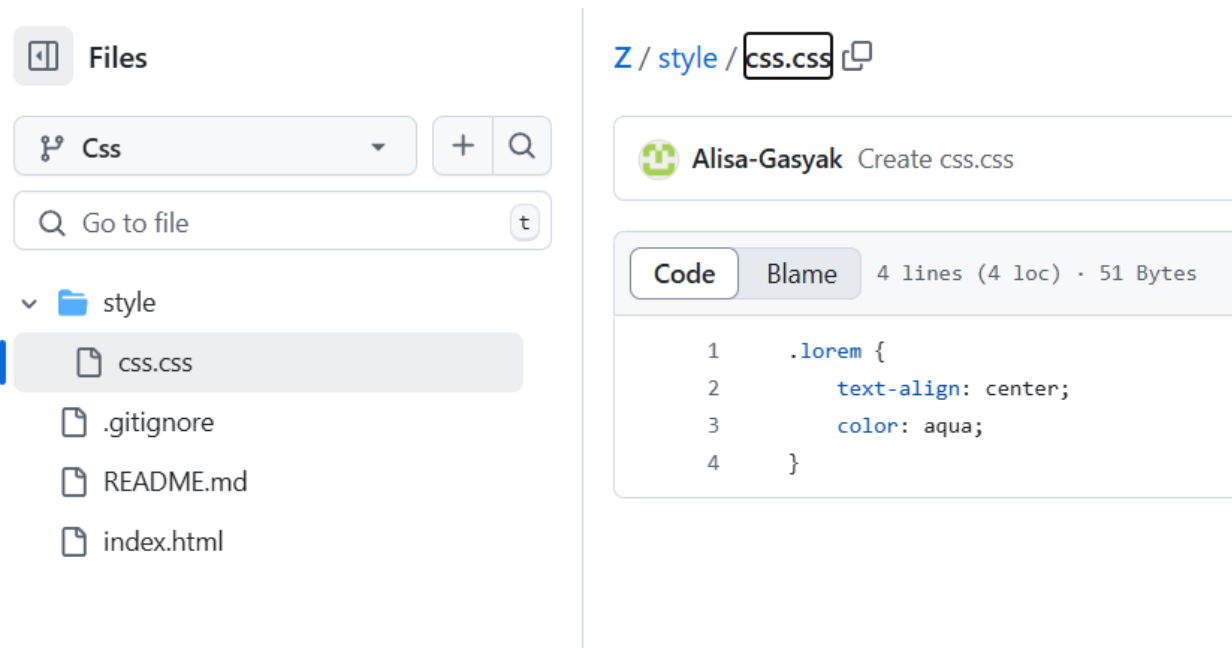 Files
Css
Go to file
t
style
css.css
.gitignore
README.md
index.html
Z / style / css.css
Alisa-Gasyak Create css.css
Code Blame 4 lines (4 loc) · 51 Bytes
1 .lorem {
2 text-align: center;
3 color: aqua;
4 }